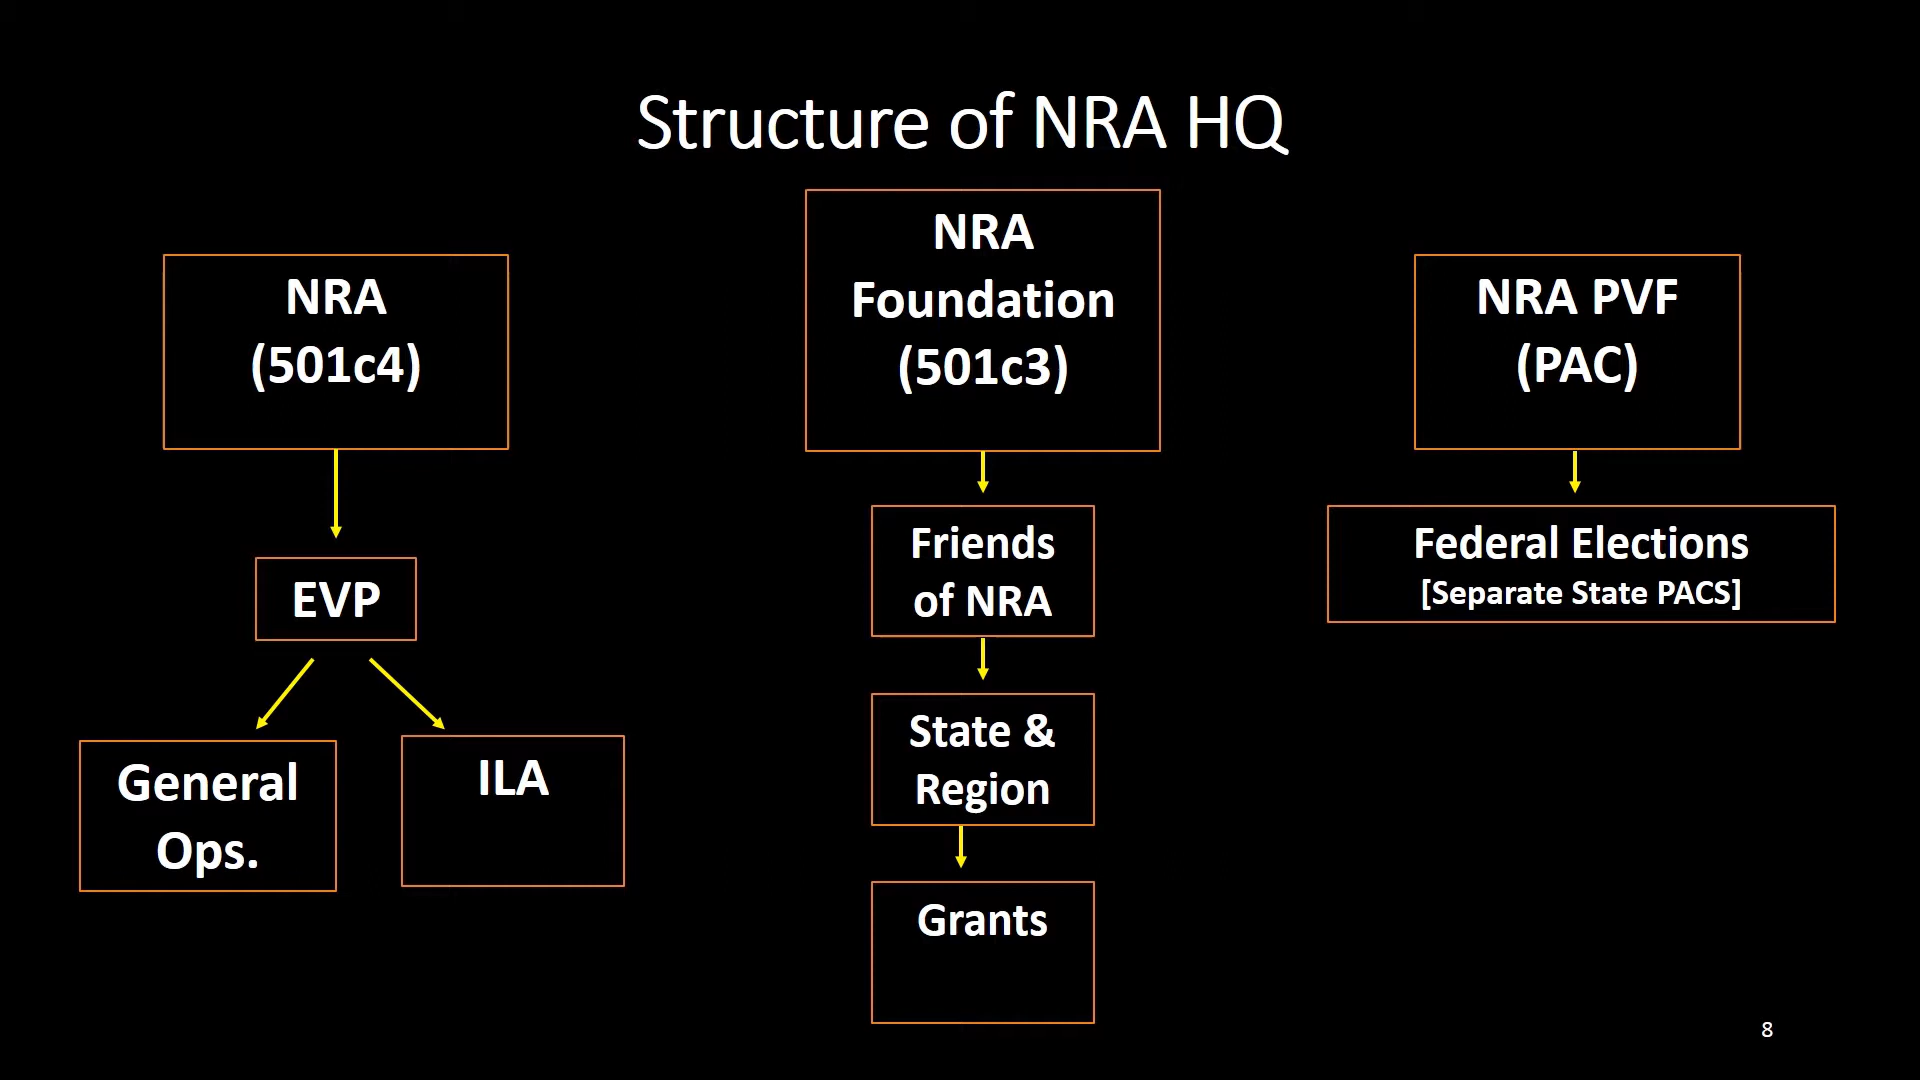 Structure of NRA HQ
NRA
(501c4)
EVP
General
Ops.
ILA
NRA
Foundation
(501c3)
Friends
of NRA
State &
Region
Grants
NRA PVF
(PAC)
Federal Elections
[Separate State PACS]
8